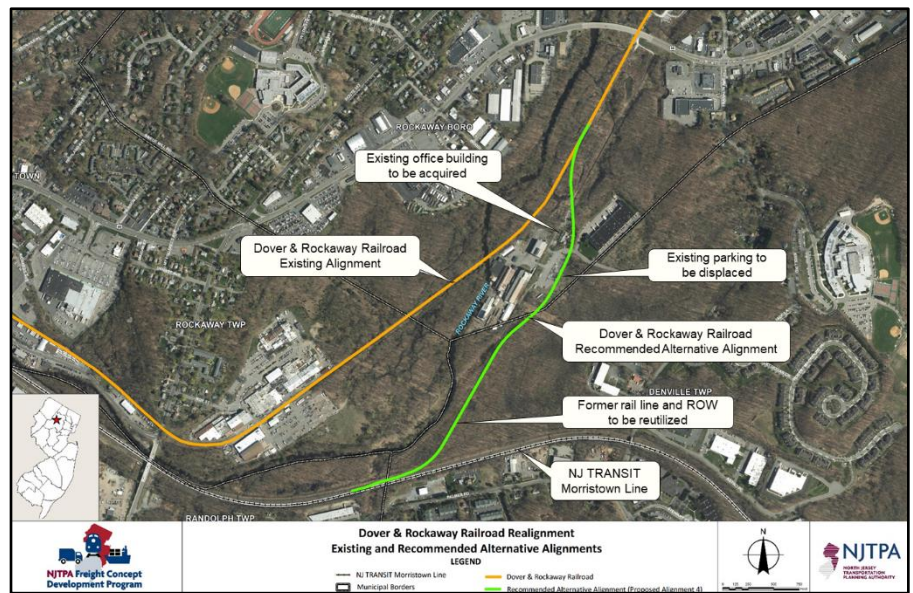 ROCKAWAY BORO
Existing office building
to be acquired
TOWN
Dover & Rockaway Railroad
Existing Alignment
Existing parking to
be displaced
ROCKAWAY RIVER
ROCKAWAY TWP
Dover & Rockaway Railroad
Recommended Alternative Alignment
DENVILLE TWP
Former rail line and ROW
to be reutilized
NJ TRANSIT
Morristown Line
RANDOLPH TWP
Dover & Rockaway Railroad Realignment
Existing and Recommended Alternative Alignments
LEGEND
NJ TRANSIT Morristown Line
Dover & Rockaway Railroad
Municipal Borders
Recommended Alternative Alignment (Proposed Alignment 4)
NJTPA Freight Concept
Development Program
N
NJTPA
NORTH JERSEY
TRANSPORTATION
PLANNING AUTHORITY